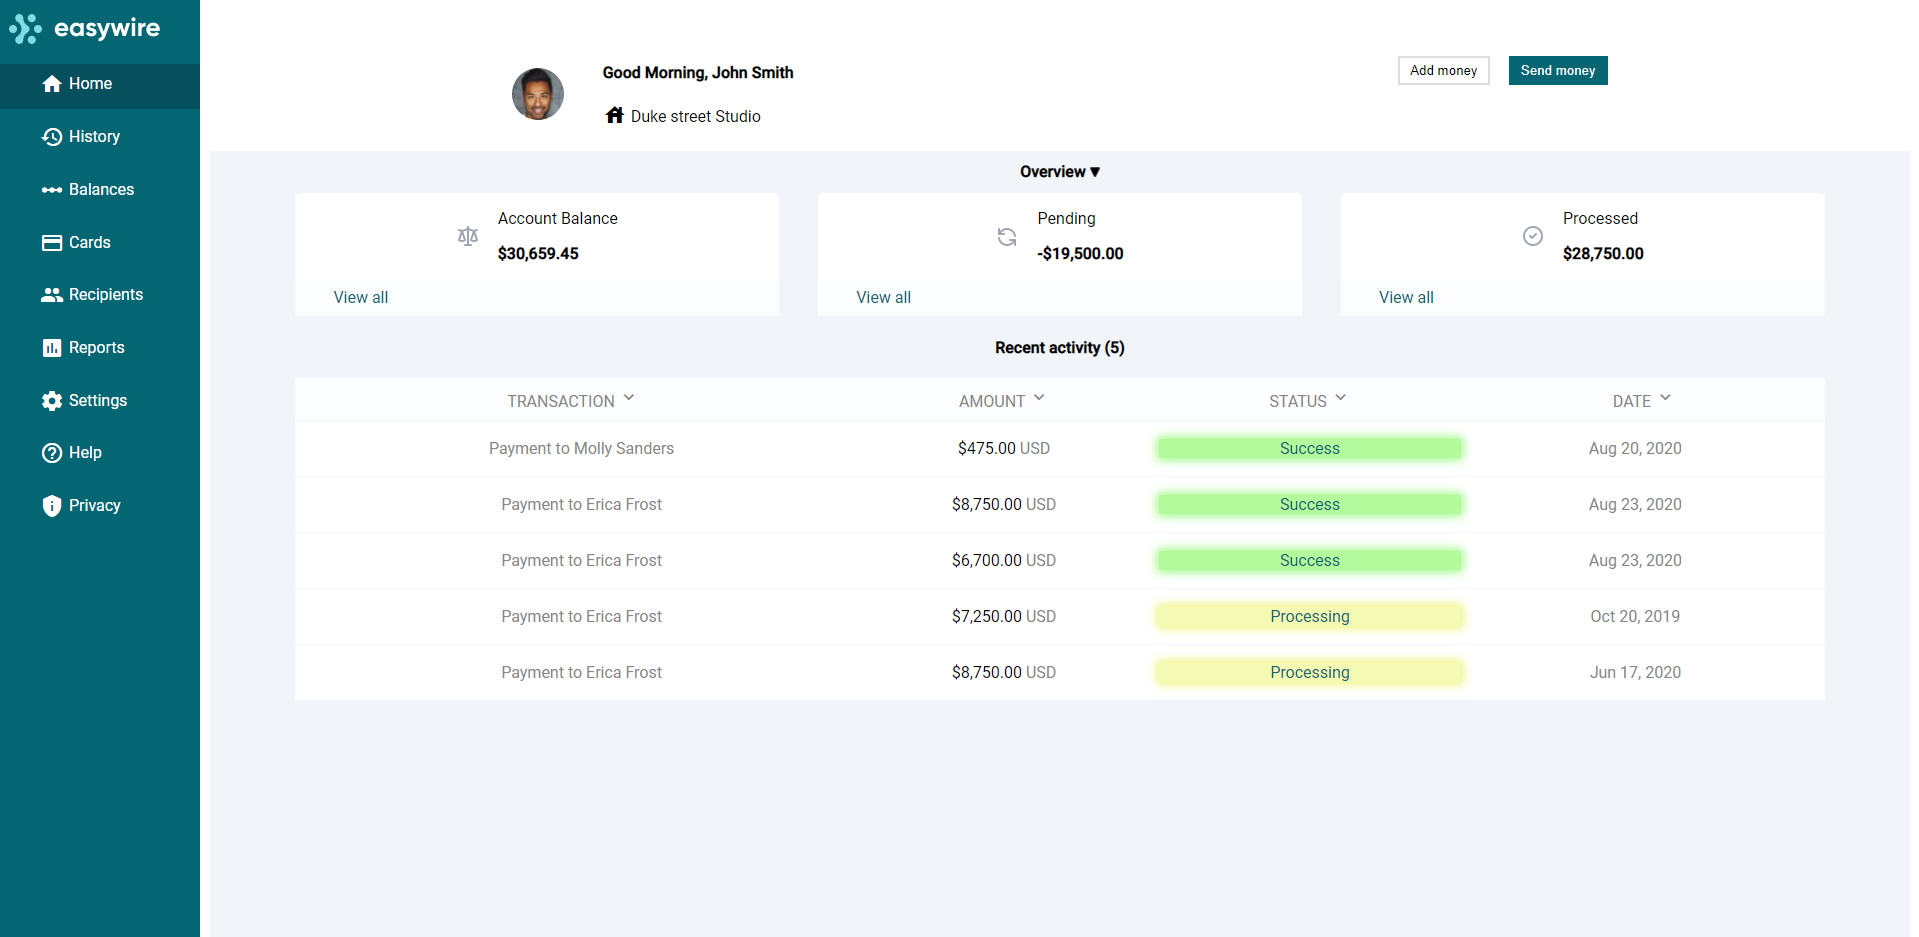 easywire
Home
History
Balances
Cards
Recipients
Reports
Settings
Help
Privacy
Good Morning, John Smith
Duke street Studio
Add money
Send money
Overview ▼
Account Balance
$30,659.45
View all
Pending
-$19,500.00
View all
Processed
$28,750.00
View all
Recent activity (5)
TRANSACTION AMOUNT STATUS DATE
Payment to Molly Sanders $475.00 USD Success Aug 20, 2020
Payment to Erica Frost $8,750.00 USD Success Aug 23, 2020
Payment to Erica Frost $6,700.00 USD Success Aug 23, 2020
Payment to Erica Frost $7,250.00 USD Processing Oct 20, 2019
Payment to Erica Frost $8,750.00 USD Processing Jun 17, 2020